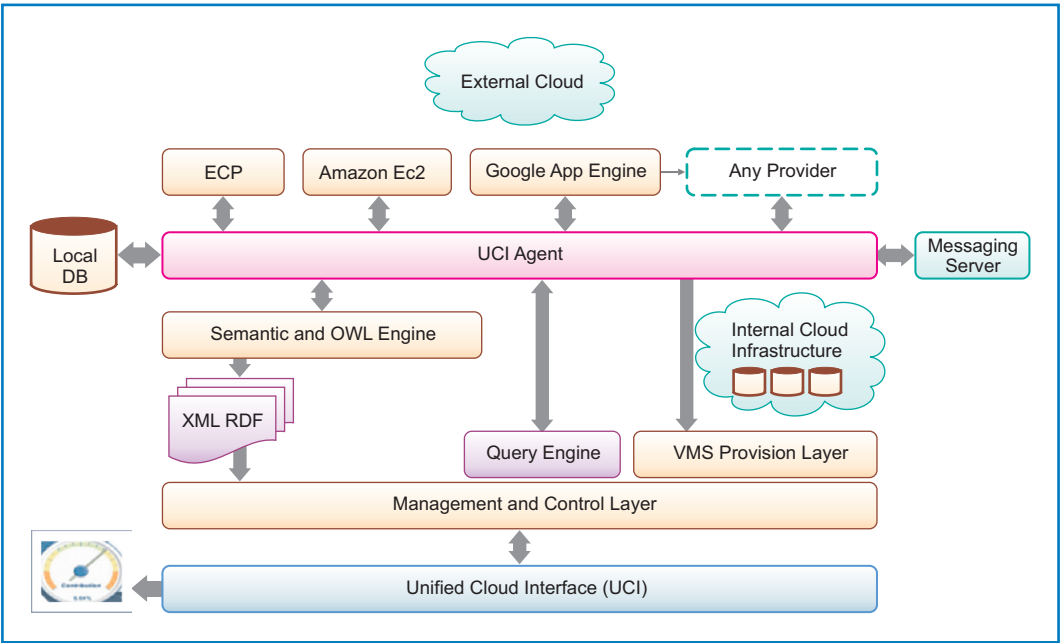 External Cloud
ECP
Amazon Ec2
Google App Engine
Any Provider
Local
DB
UCI Agent
Messaging
Server
Semantic and OWL Engine
Internal Cloud
Infrastructure
XML RDF
Query Engine
VMS Provision Layer
Management and Control Layer
Contribution
Unified Cloud Interface (UCI)